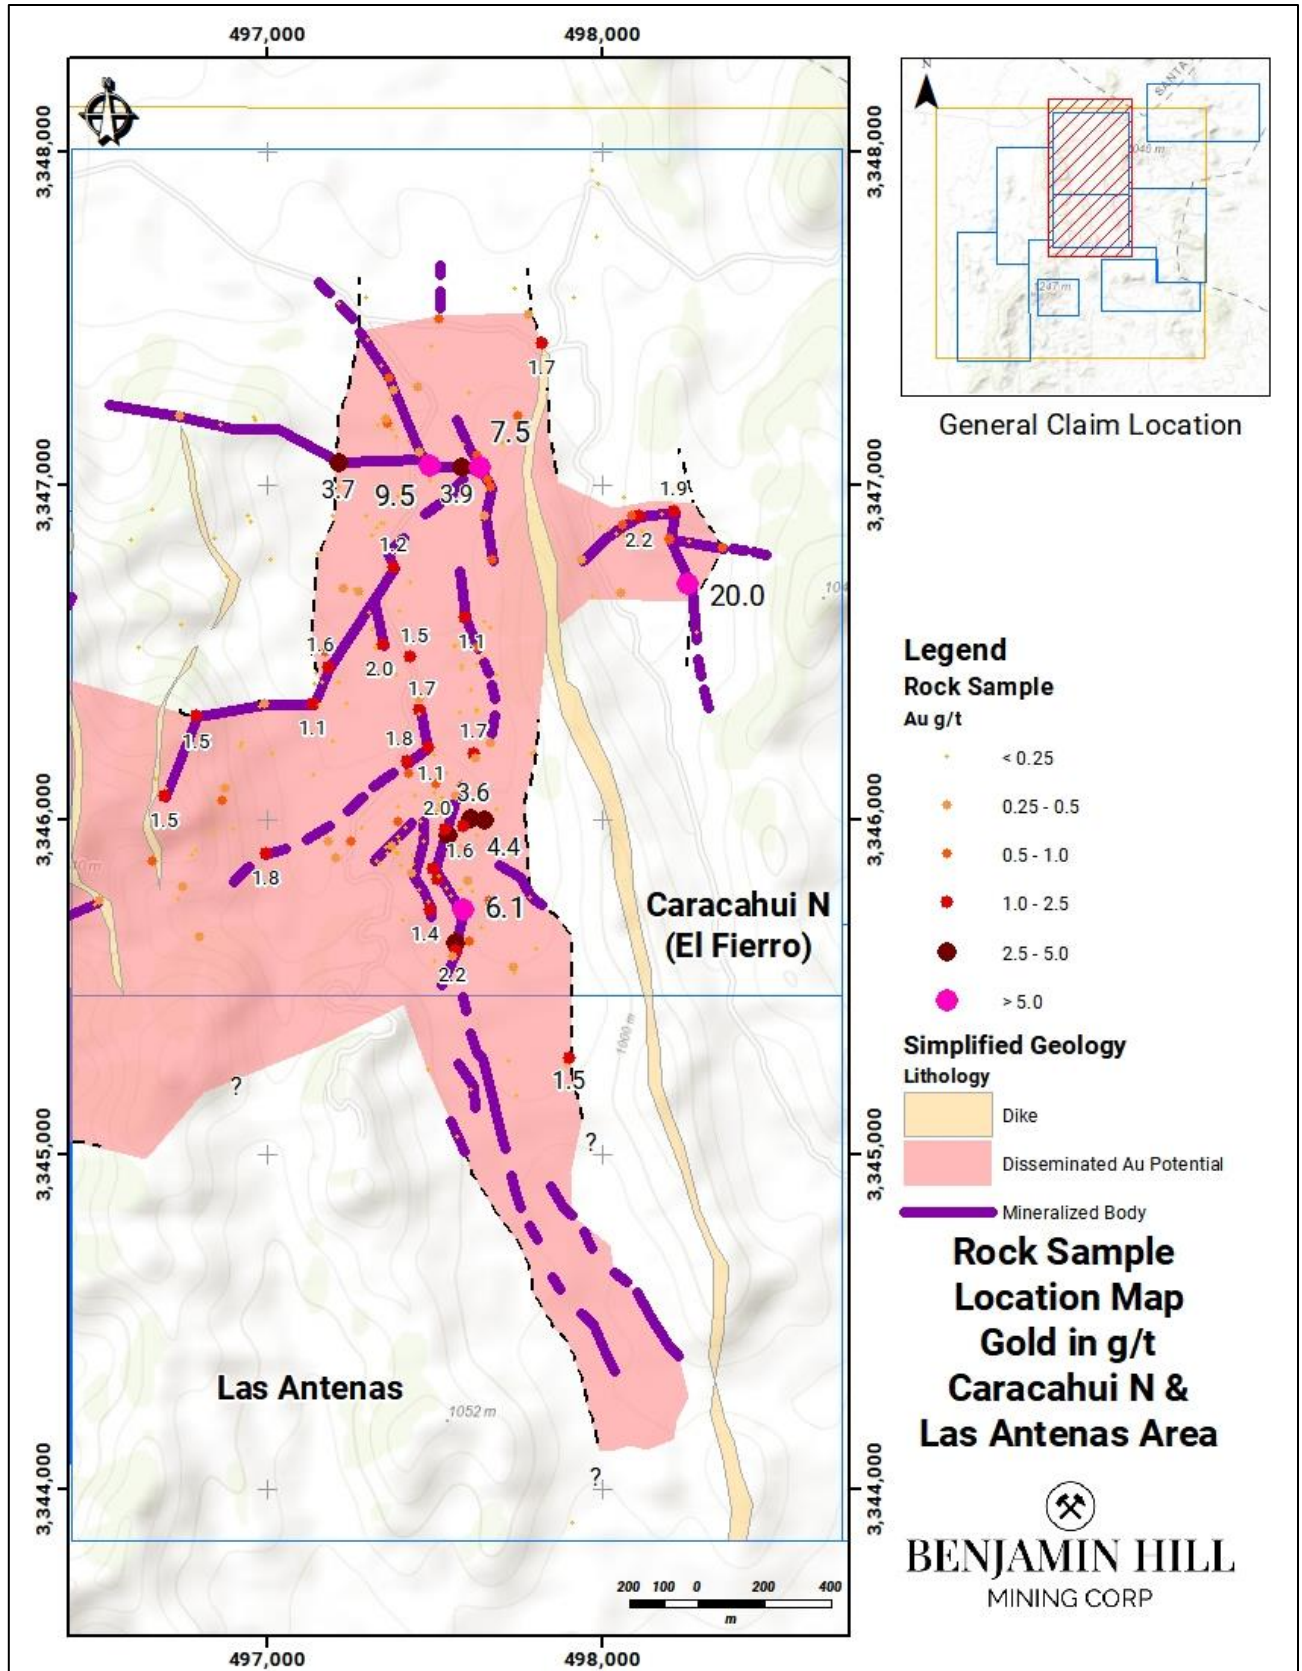 497,000
498,000
3,348,000
3,348,000
N
SANTA
1046 m
1247 m
General Claim Location
1.7
7.5
3.7
9.5
3.9
3,347,000
3,347,000
1.9
2.2
1.2
20.0
1.6
1.5
1.1
2.0
1.7
1.5
1.1
1.8
1.7
1.1
1.5
3.6
2.0
3,346,000
3,346,000
1.6
4.4
1.8
6.1
1.4
2.2
Caracahui N
(El Fierro)
1000 m
1.5
?
?
3,345,000
3,345,000
Las Antenas
1052 m
?
3,344,000
3,344,000
200 100 0 200 400
m
497,000
498,000
Legend
Rock Sample
Au g/t
< 0.25
0.25 - 0.5
0.5 - 1.0
1.0 - 2.5
2.5 - 5.0
> 5.0
Simplified Geology
Lithology
Dike
Disseminated Au Potential
Mineralized Body
Rock Sample
Location Map
Gold in g/t
Caracahui N &
Las Antenas Area
BENJAMIN HILL
MINING CORP